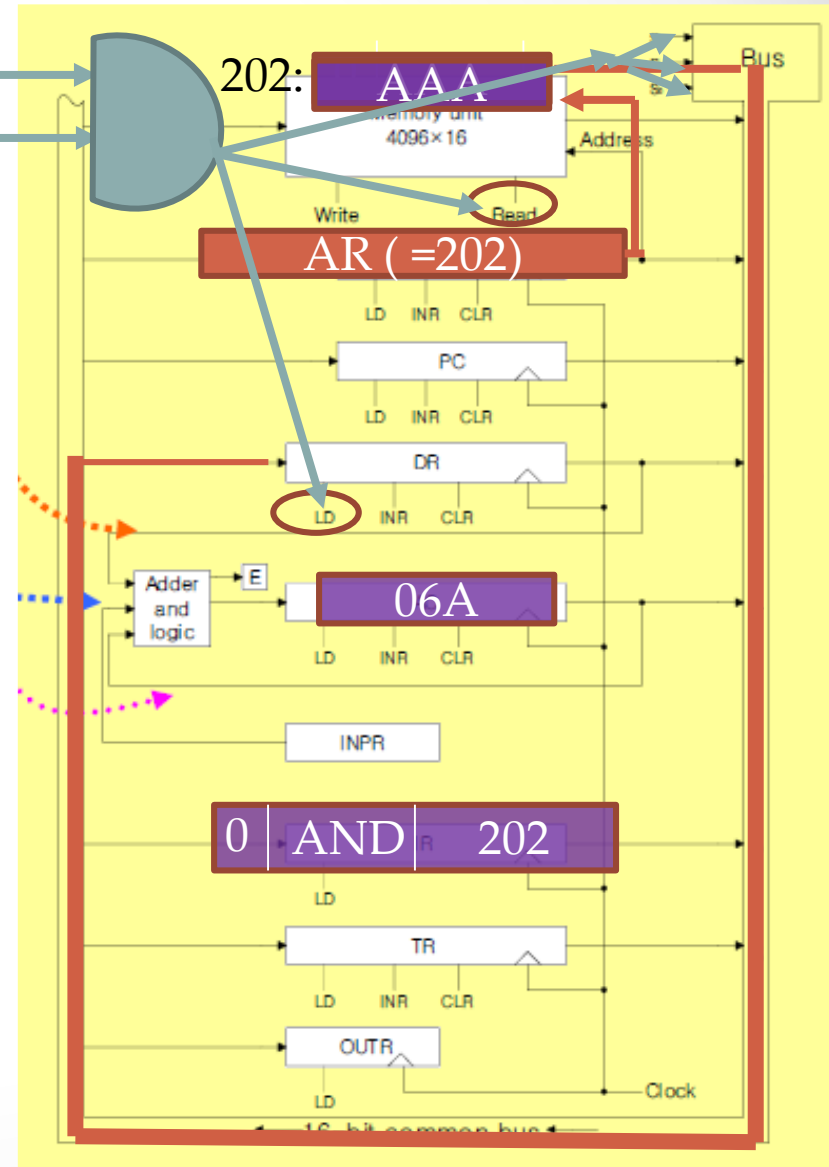 202: AAA
Bus
Memory unit
4096×16
Address
Write Read
AR ( =202)
LD INR CLR
PC
LD INR CLR
DR
LD INR CLR
Adder
and
logic
E
06A
LD INR CLR
INPR
0 AND 202
LD
TR
LD INR CLR
OUTR
LD
Clock
16-bit common bus